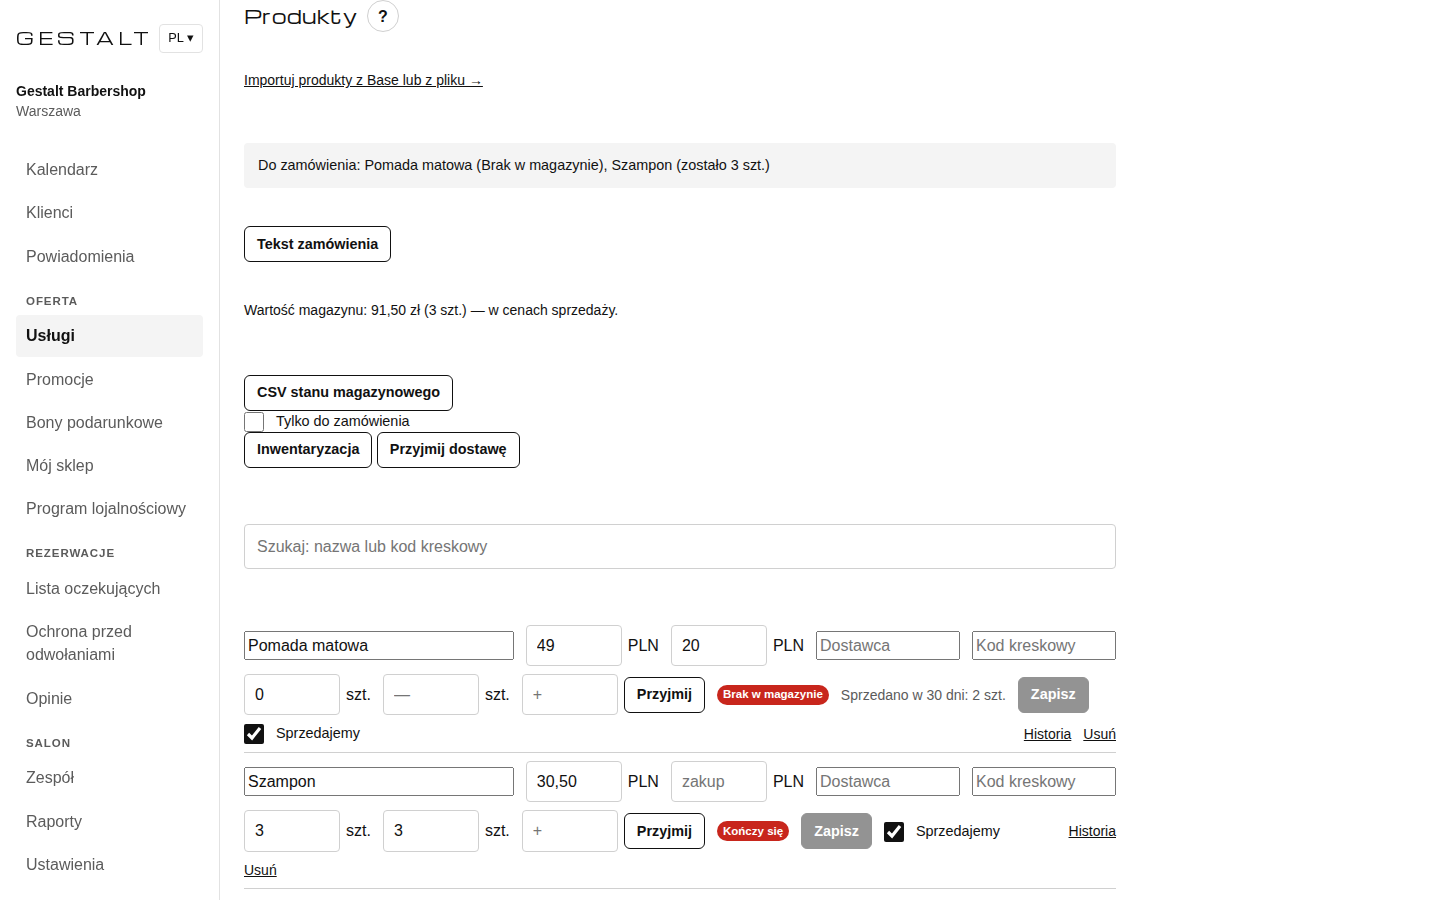 GESTALT
PL ▾
Gestalt Barbershop
Warszawa
Kalendarz
Klienci
Powiadomienia
OFERTA
Usługi
Promocje
Bony podarunkowe
Mój sklep
Program lojalnościowy
REZERWACJE
Lista oczekujących
Ochrona przed
odwołaniami
Opinie
SALON
Zespół
Raporty
Ustawienia
Produkty ?
Importuj produkty z Base lub z pliku →
Do zamówienia: Pomada matowa (Brak w magazynie), Szampon (zostało 3 szt.)
Tekst zamówienia
Wartość magazynu: 91,50 zł (3 szt.) — w cenach sprzedaży.
CSV stanu magazynowego
Tylko do zamówienia
Inwentaryzacja Przyjmij dostawę
Szukaj: nazwa lub kod kreskowy
Pomada matowa 49 PLN 20 PLN Dostawca Kod kreskowy
0 szt. — szt. + Przyjmij Brak w magazynie Sprzedano w 30 dni: 2 szt. Zapisz
Sprzedajemy Historia Usuń
Szampon 30,50 PLN zakup PLN Dostawca Kod kreskowy
3 szt. 3 szt. + Przyjmij Kończy się Zapisz Sprzedajemy Historia
Usuń